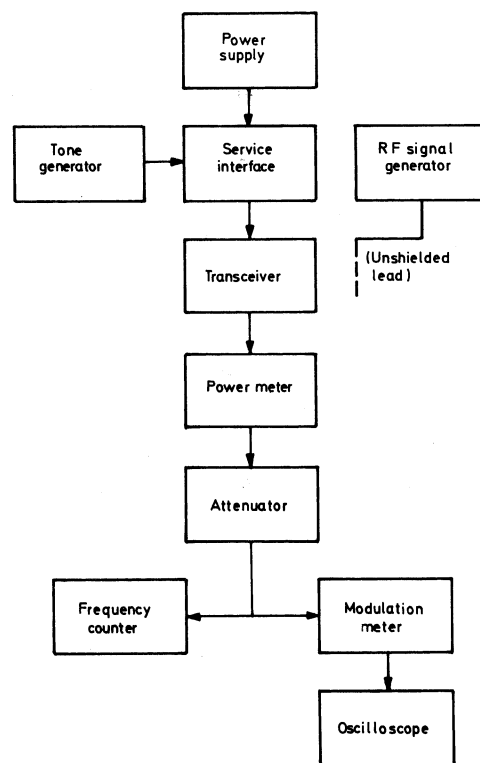 Power
supply
Tone
generator
Service
interface
RF signal
generator
(Unshielded
lead)
Transceiver
Power meter
Attenuator
Frequency
counter
Modulation
meter
Oscilloscope